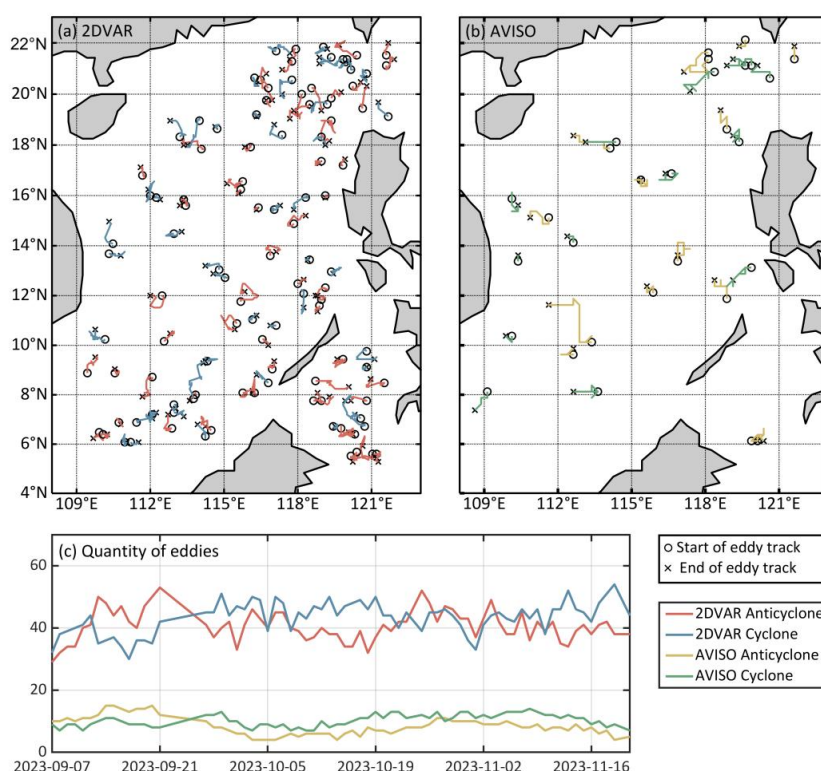 (a) 2DVAR
(b) AVISO
22°N
20°N
18°N
16°N
14°N
12°N
10°N
8°N
6°N
4°N
109°E 112°E 115°E 118°E 121°E
109°E 112°E 115°E 118°E 121°E
(c) Quantity of eddies
60
40
20
0
2023-09-07 2023-09-21 2023-10-05 2023-10-19 2023-11-02 2023-11-16
Start of eddy track
End of eddy track
2DVAR Anticyclone
2DVAR Cyclone
AVISO Anticyclone
AVISO Cyclone